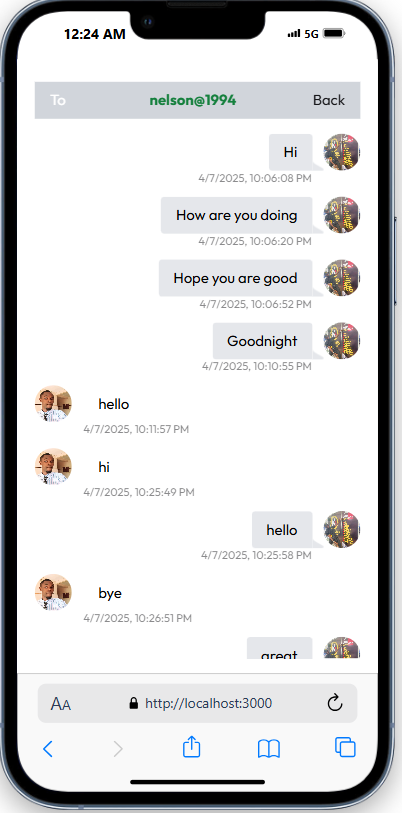 12:24 AM 5G
To nelson@1994 Back
Hi
4/7/2025, 10:06:08 PM
How are you doing
4/7/2025, 10:06:20 PM
Hope you are good
4/7/2025, 10:06:52 PM
Goodnight
4/7/2025, 10:10:55 PM
hello
4/7/2025, 10:11:57 PM
hi
4/7/2025, 10:25:49 PM
hello
4/7/2025, 10:25:58 PM
bye
4/7/2025, 10:26:51 PM
great
AA http://localhost:3000